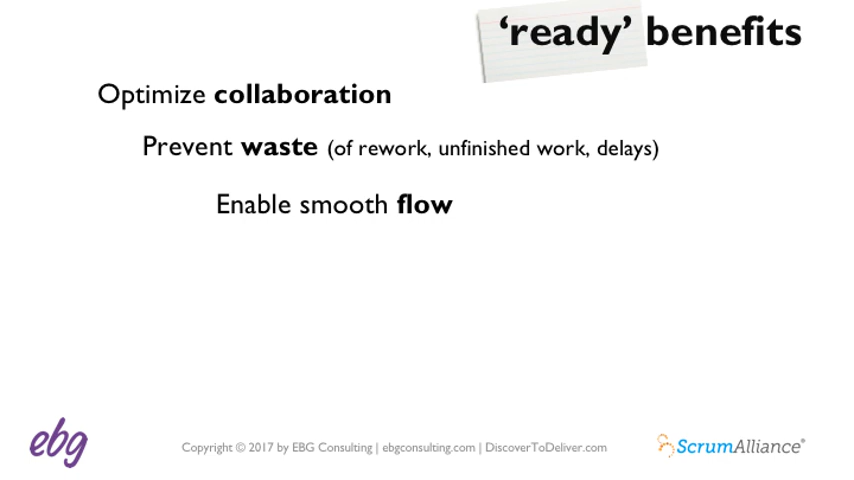 ‘ready’ benefits
Optimize collaboration
Prevent waste (of rework, unfinished work, delays)
Enable smooth flow
ebg
Copyright © 2017 by EBG Consulting | ebgconsulting.com | DiscoverToDeliver.com
ScrumAlliance®